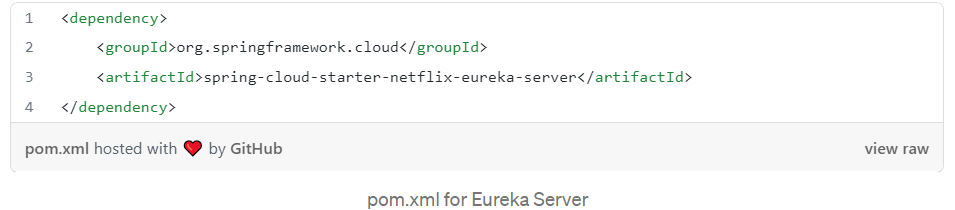 1 <dependency>
2     <groupId>org.springframework.cloud</groupId>
3     <artifactId>spring-cloud-starter-netflix-eureka-server</artifactId>
4 </dependency>
pom.xml hosted with ❤ by GitHub view raw
pom.xml for Eureka Server